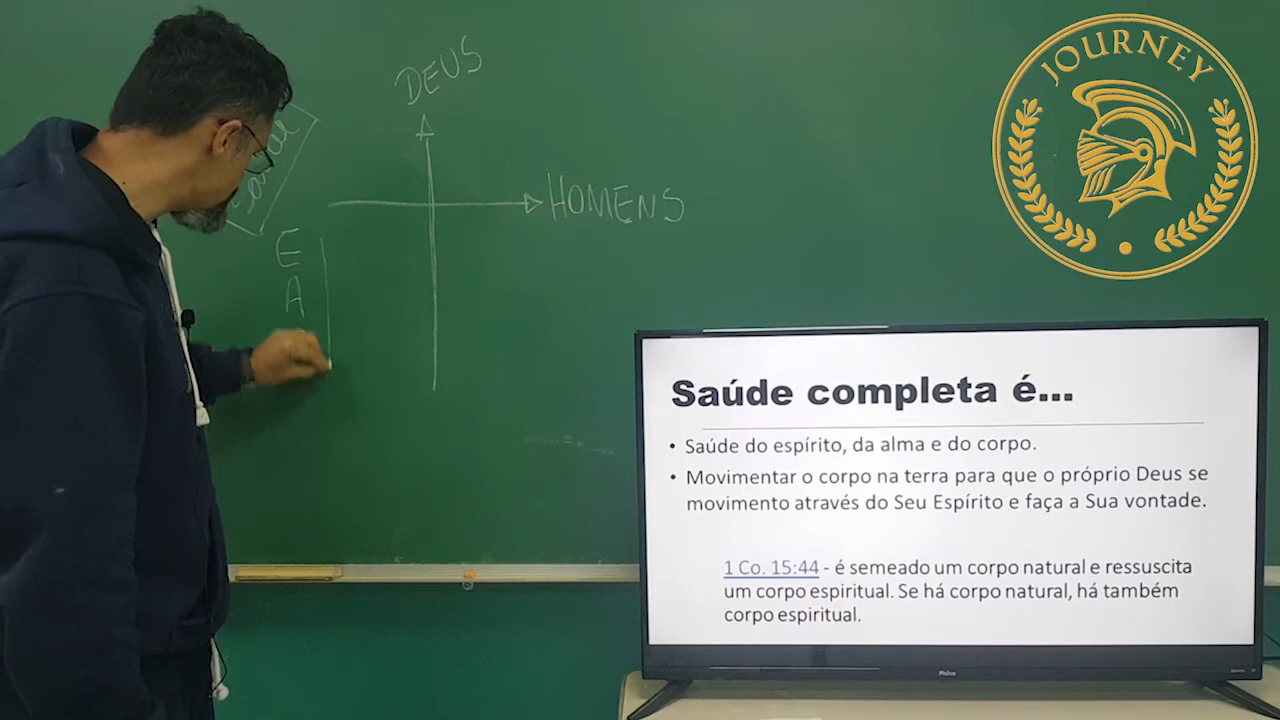 DEUS
JOURNEY
HOMENS
E
A
Saúde completa é...
• Saúde do espírito, da alma e do corpo.
• Movimentar o corpo na terra para que o próprio Deus se
movimento através do Seu Espírito e faça a Sua vontade.
1 Co. 15:44 - é semeado um corpo natural e ressuscita
um corpo espiritual. Se há corpo natural, há também
corpo espiritual.
Philco